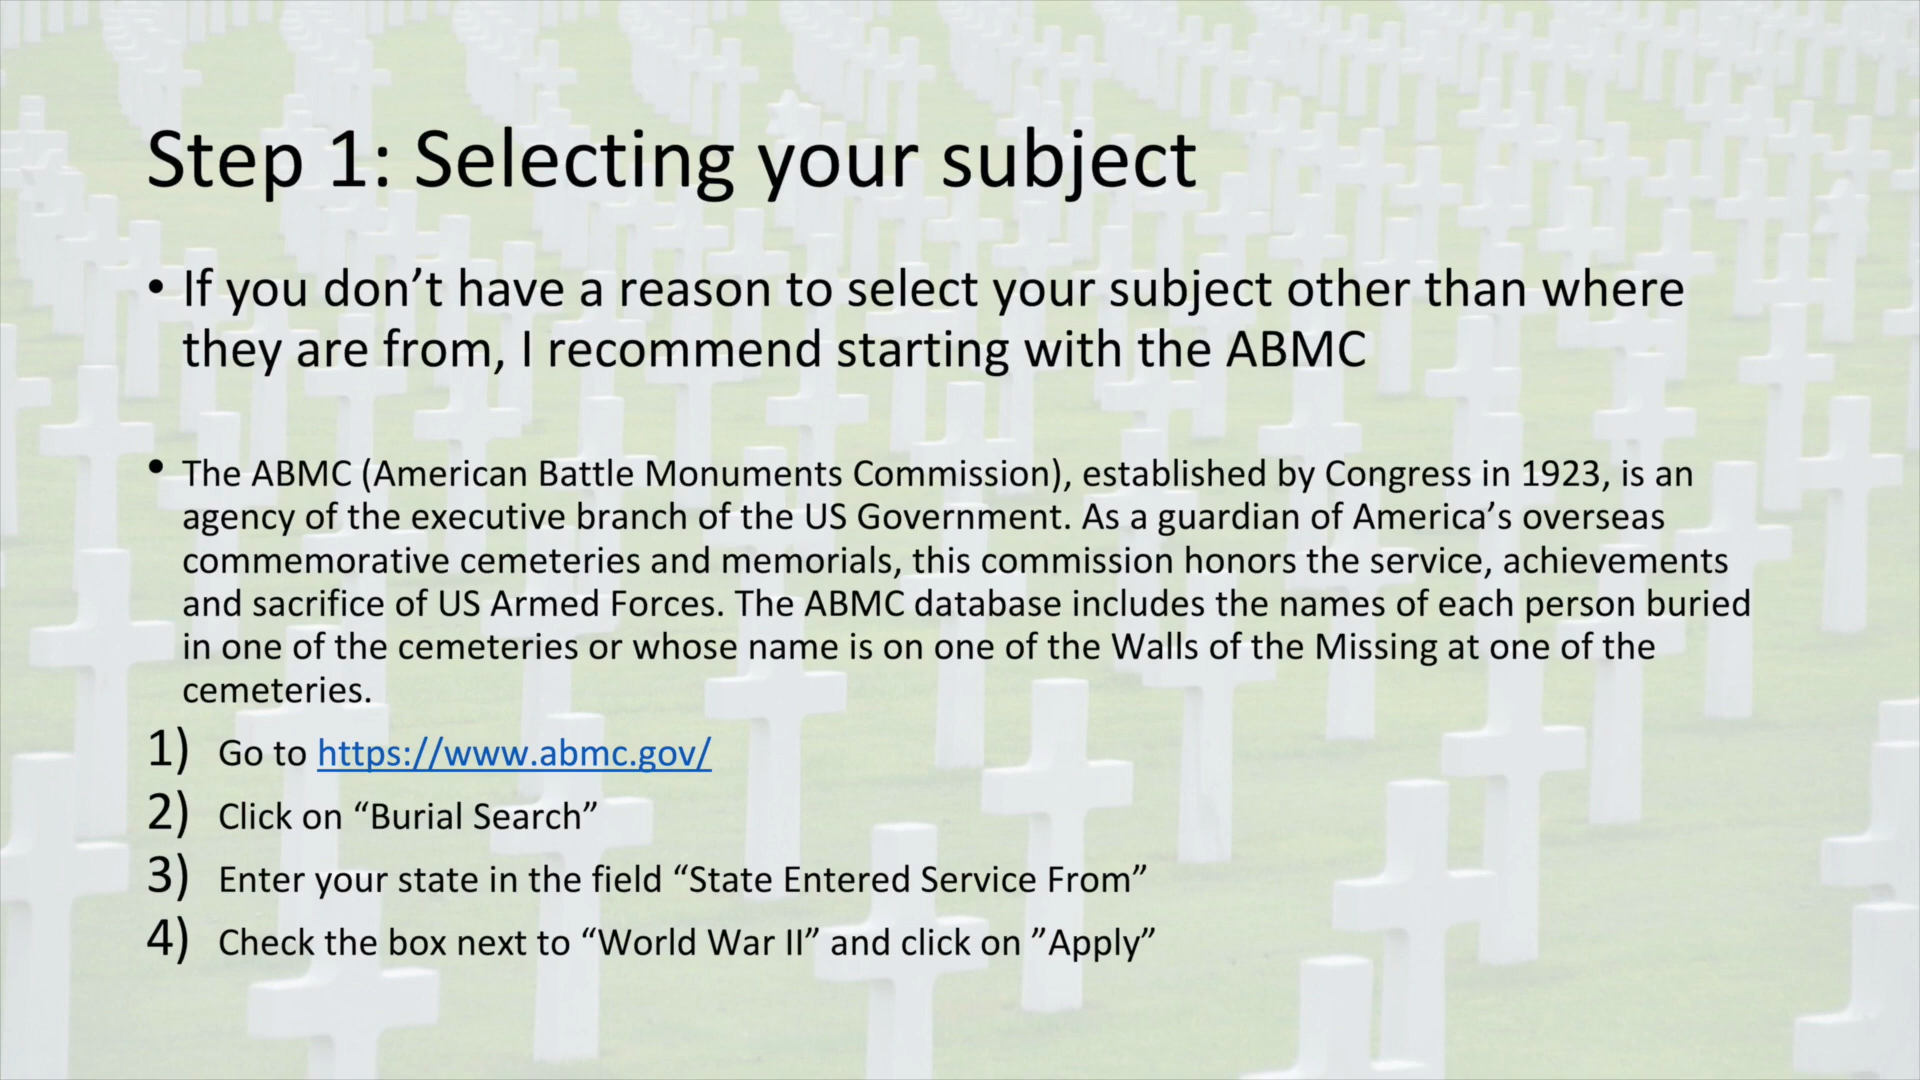 Step 1: Selecting your subject
• If you don’t have a reason to select your subject other than where
they are from, I recommend starting with the ABMC
• The ABMC (American Battle Monuments Commission), established by Congress in 1923, is an
agency of the executive branch of the US Government. As a guardian of America’s overseas
commemorative cemeteries and memorials, this commission honors the service, achievements
and sacrifice of US Armed Forces. The ABMC database includes the names of each person buried
in one of the cemeteries or whose name is on one of the Walls of the Missing at one of the
cemeteries.
1) Go to https://www.abmc.gov/
2) Click on “Burial Search”
3) Enter your state in the field “State Entered Service From”
4) Check the box next to “World War II” and click on ”Apply”